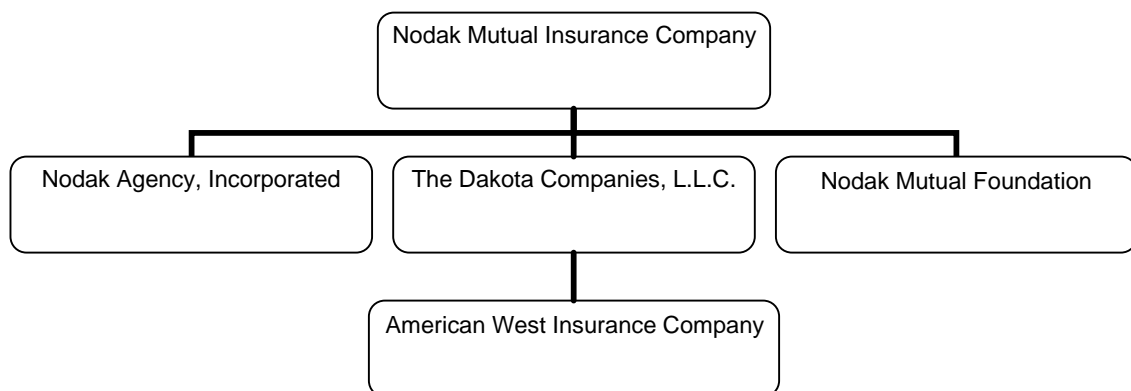 Nodak Mutual Insurance Company
Nodak Agency, Incorporated
The Dakota Companies, L.L.C.
Nodak Mutual Foundation
American West Insurance Company